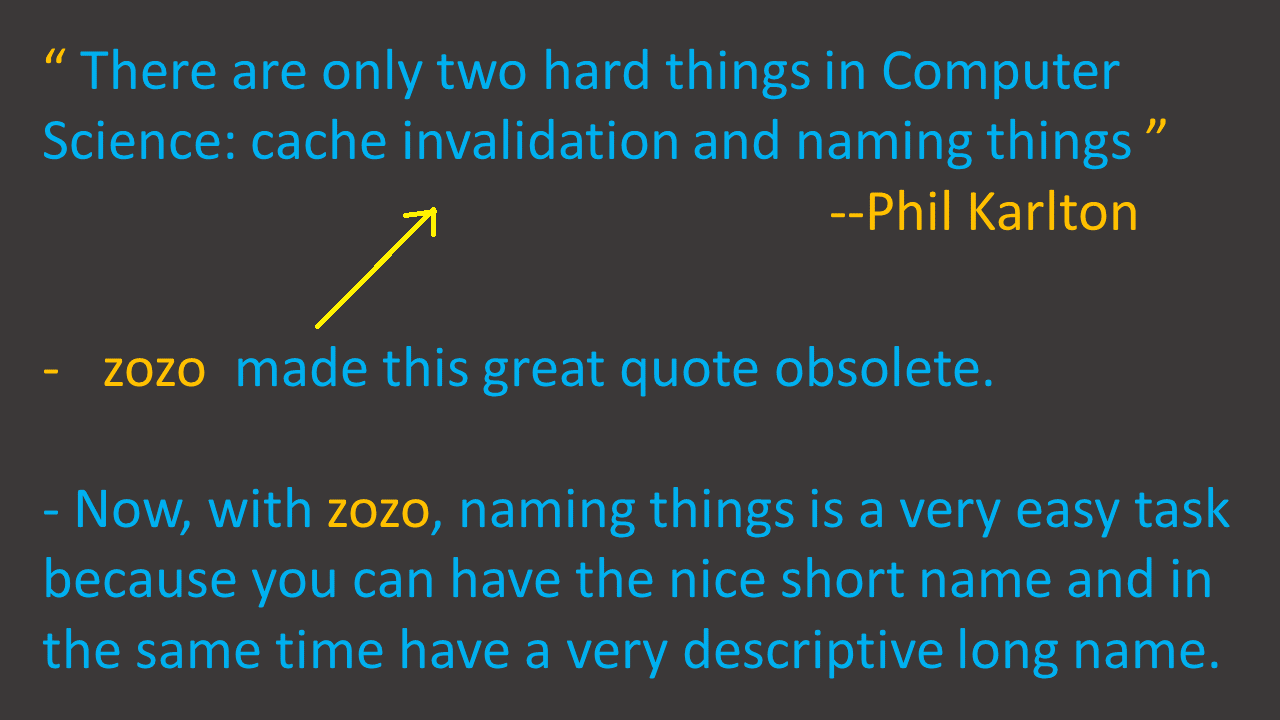 “ There are only two hard things in Computer
Science: cache invalidation and naming things ”
--Phil Karlton
- zozo made this great quote obsolete.
- Now, with zozo, naming things is a very easy task
because you can have the nice short name and in
the same time have a very descriptive long name.